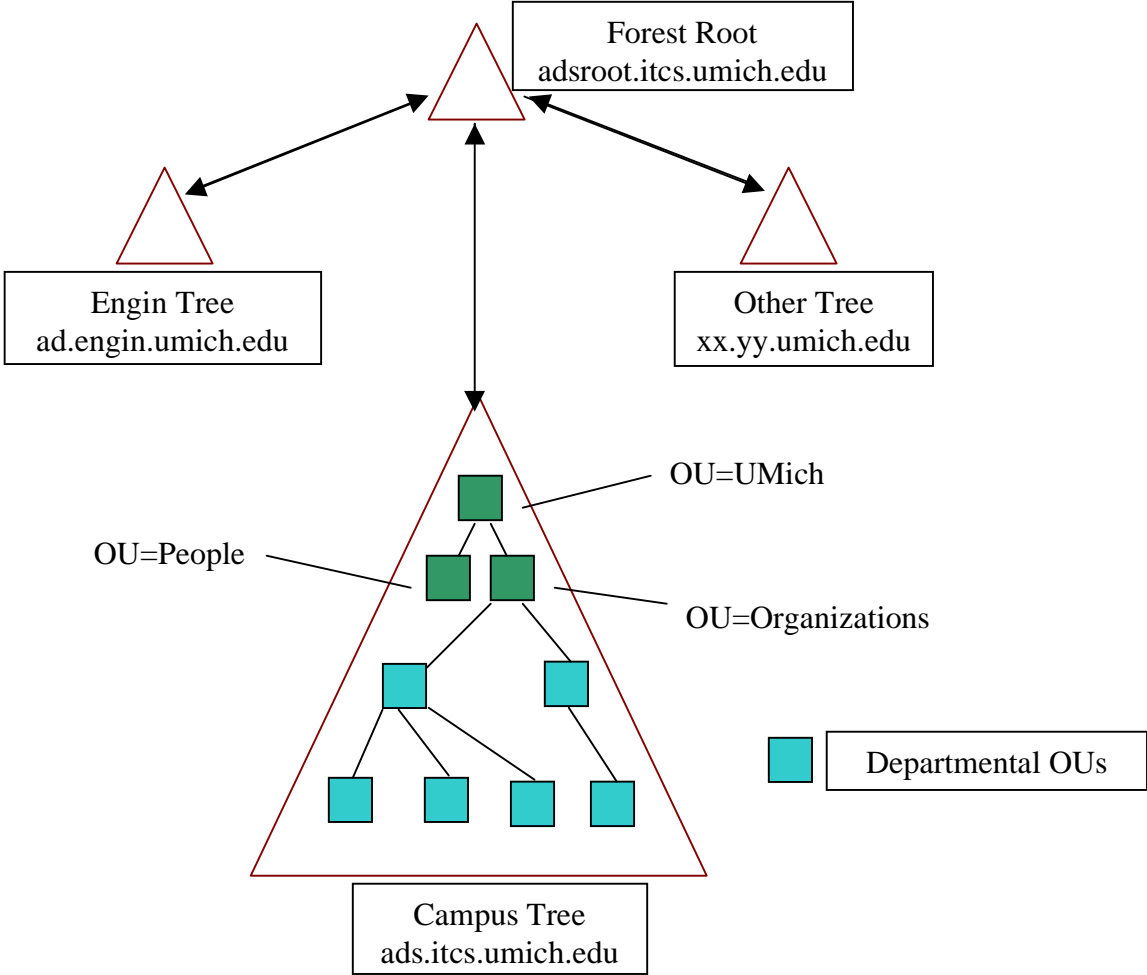 Forest Root
adsroot.itcs.umich.edu
Engin Tree
ad.engin.umich.edu
Other Tree
xx.yy.umich.edu
OU=UMich
OU=People
OU=Organizations
Departmental OUs
Campus Tree
ads.itcs.umich.edu